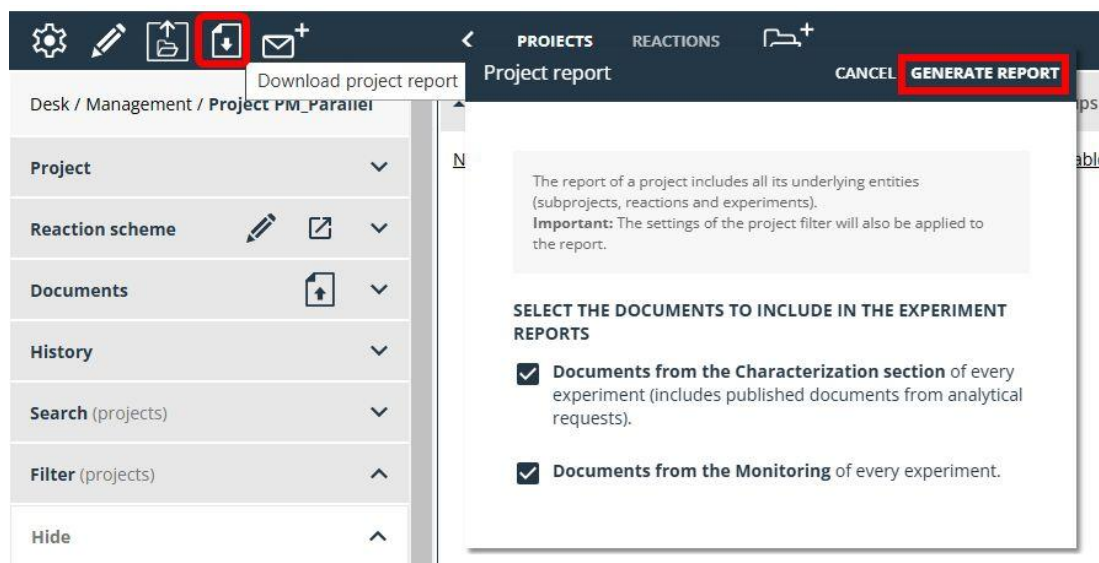 PROJECTS REACTIONS
Download project report
Project report CANCEL GENERATE REPORT
Desk / Management / Project PM_Parallel
Project
Reaction scheme
Documents
History
Search (projects)
Filter (projects)
Hide
N
The report of a project includes all its underlying entities
(subprojects, reactions and experiments).
Important: The settings of the project filter will also be applied to
the report.
SELECT THE DOCUMENTS TO INCLUDE IN THE EXPERIMENT
REPORTS
Documents from the Characterization section of every
experiment (includes published documents from analytical
requests).
Documents from the Monitoring of every experiment.